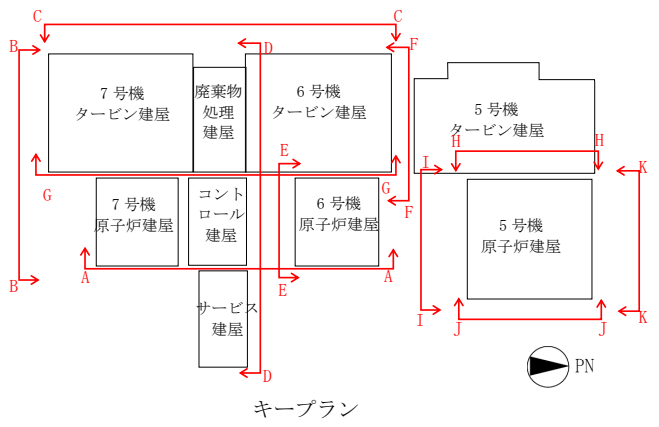 C
C
B
D
F
7 号機
タービン建屋
廃棄物
処理
建屋
6 号機
タービン建屋
5 号機
タービン建屋
E
H
H
I
K
G
G
F
7 号機
原子炉建屋
コント
ロール
建屋
6 号機
原子炉建屋
5 号機
原子炉建屋
A
A
B
E
サービス
建屋
I
J
J
K
D
PN
キープラン